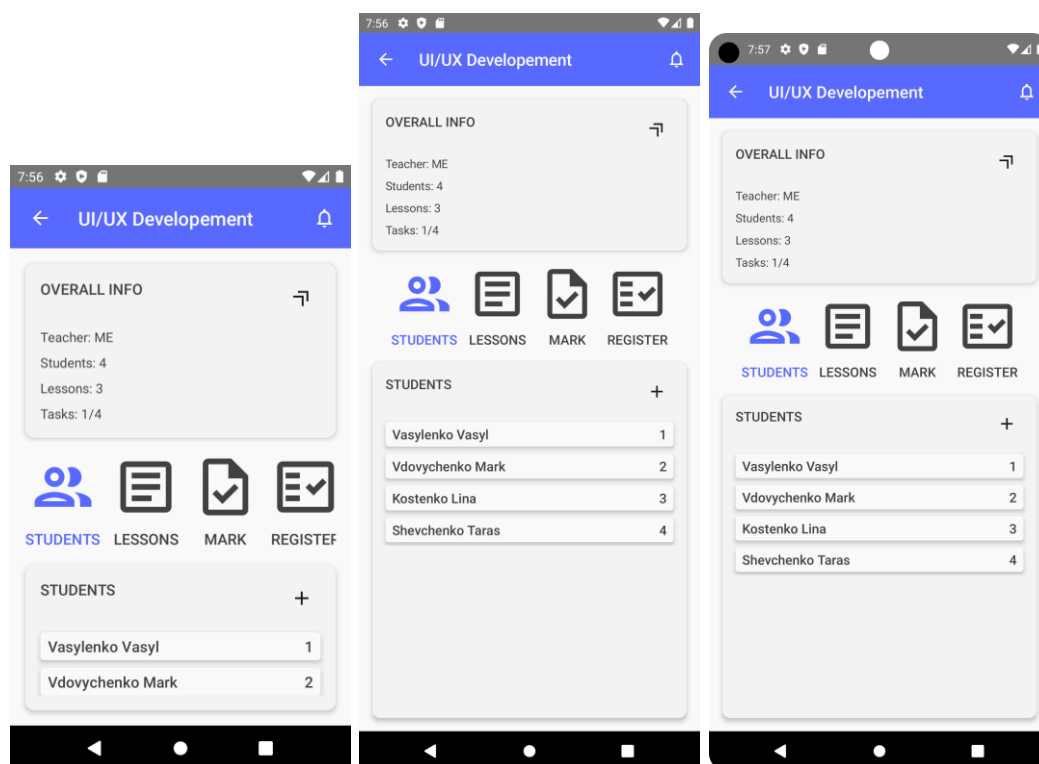 7:56
UI/UX Developement
OVERALL INFO
Teacher: ME
Students: 4
Lessons: 3
Tasks: 1/4
STUDENTS LESSONS MARK REGISTER
STUDENTS
Vasylenko Vasyl 1
Vdovychenko Mark 2
7:56
UI/UX Developement
OVERALL INFO
Teacher: ME
Students: 4
Lessons: 3
Tasks: 1/4
STUDENTS LESSONS MARK REGISTER
STUDENTS
Vasylenko Vasyl 1
Vdovychenko Mark 2
Kostenko Lina 3
Shevchenko Taras 4
7:57
UI/UX Developement
OVERALL INFO
Teacher: ME
Students: 4
Lessons: 3
Tasks: 1/4
STUDENTS LESSONS MARK REGISTER
STUDENTS
Vasylenko Vasyl 1
Vdovychenko Mark 2
Kostenko Lina 3
Shevchenko Taras 4